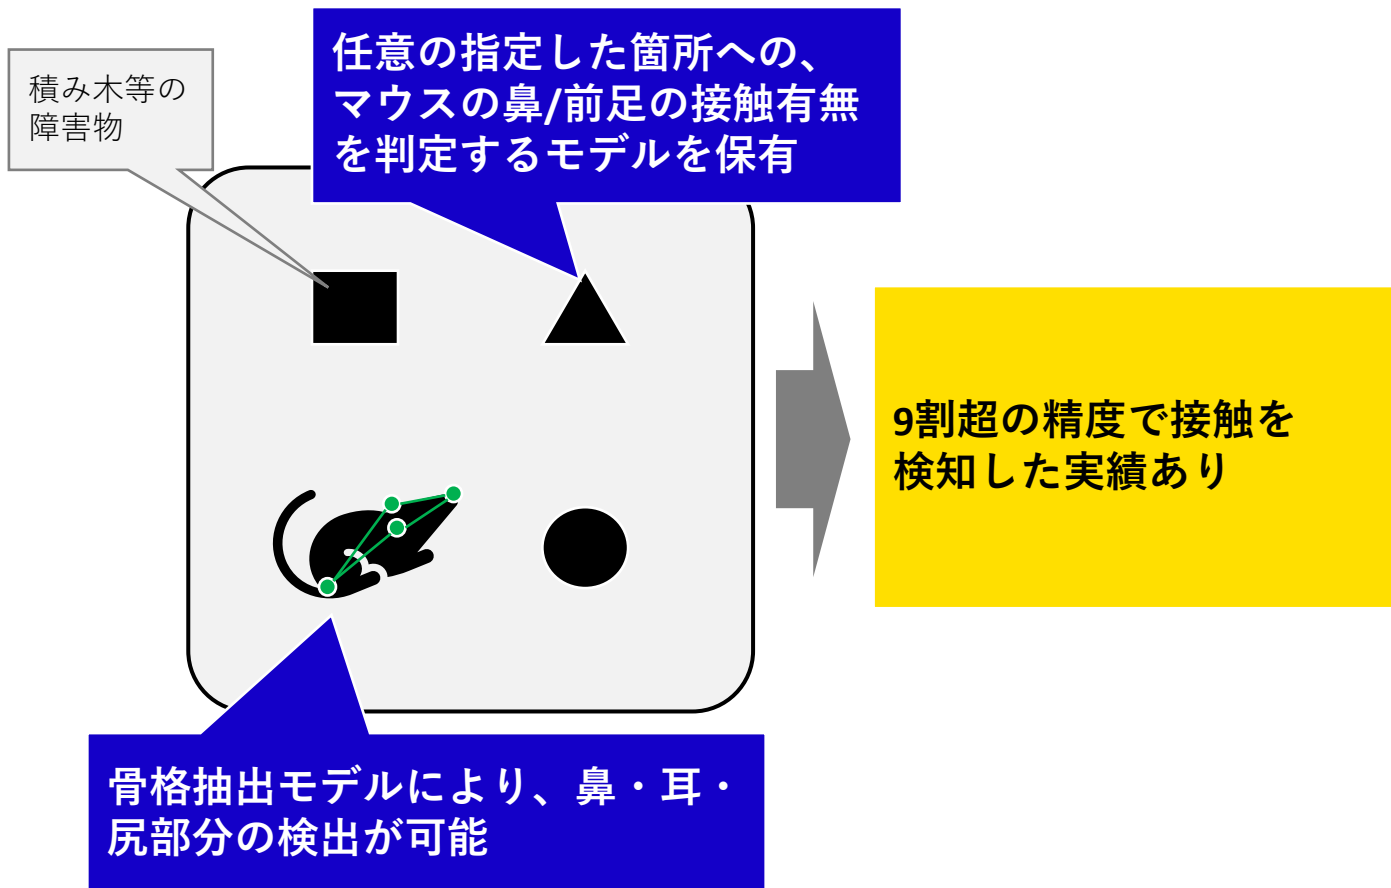 積み木等の
障害物
任意の指定した箇所への、
マウスの鼻/前足の接触有無
を判定するモデルを保有
9割超の精度で接触を
検知した実績あり
骨格抽出モデルにより、鼻・耳・
尻部分の検出が可能